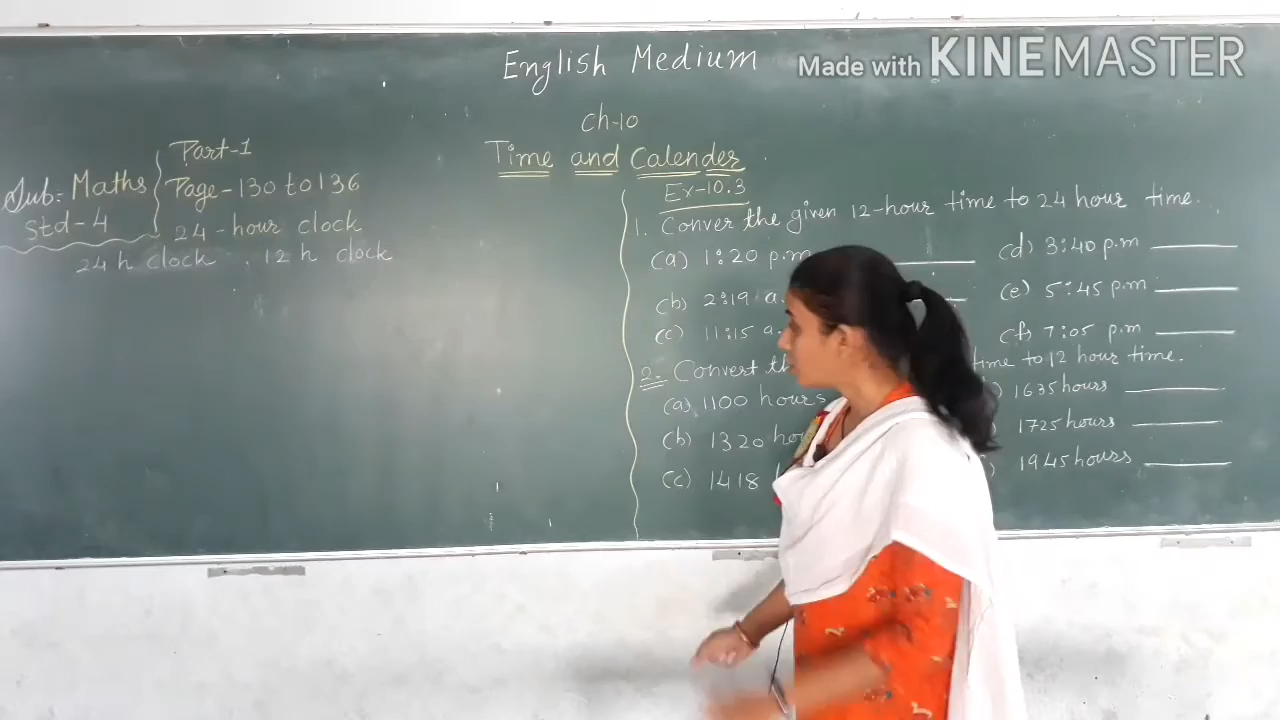 English Medium
Made with KINEMASTER
Ch-10
Time and Calender
Sub: Maths
Std-4
Part-1
Page-130 to 136
24-hour clock
24 h clock , 12 h clock
Ex-10.3
1. Conver the given 12-hour time to 24 hour time.
(a) 1:20 p.m
(b) 2:19 a.
(c) 11:15 a.
(d) 3:40 p.m
(e) 5:45 p.m
(f) 7:05 p.m
2. Convert th time to 12 hour time.
(a) 1100 hours
(b) 1320 ho
(c) 1418
) 1635 hours
1725 hours
) 1945 hours